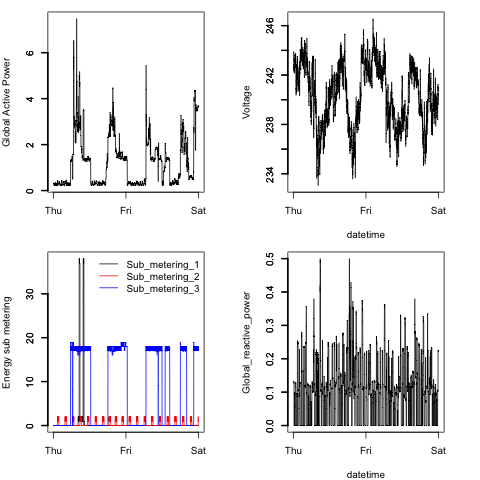 Global Active Power
0
2
4
6
Thu
Fri
Sat
Voltage
234
238
242
246
Thu
Fri
Sat
datetime
Energy sub metering
0
10
20
30
Sub_metering_1
Sub_metering_2
Sub_metering_3
Thu
Fri
Sat
Global_reactive_power
0.0
0.1
0.2
0.3
0.4
0.5
Thu
Fri
Sat
datetime